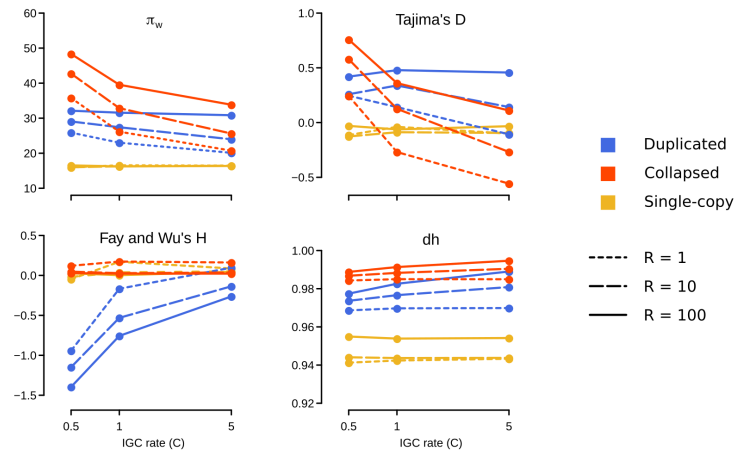 π_w
60
50
40
30
20
10
Tajima's D
1.0
0.5
0.0
−0.5
Duplicated
Collapsed
Single-copy
Fay and Wu's H
0.5
0.0
−0.5
−1.0
−1.5
0.5 1 5
IGC rate (C)
dh
1.00
0.98
0.96
0.94
0.92
0.5 1 5
IGC rate (C)
R = 1
R = 10
R = 100